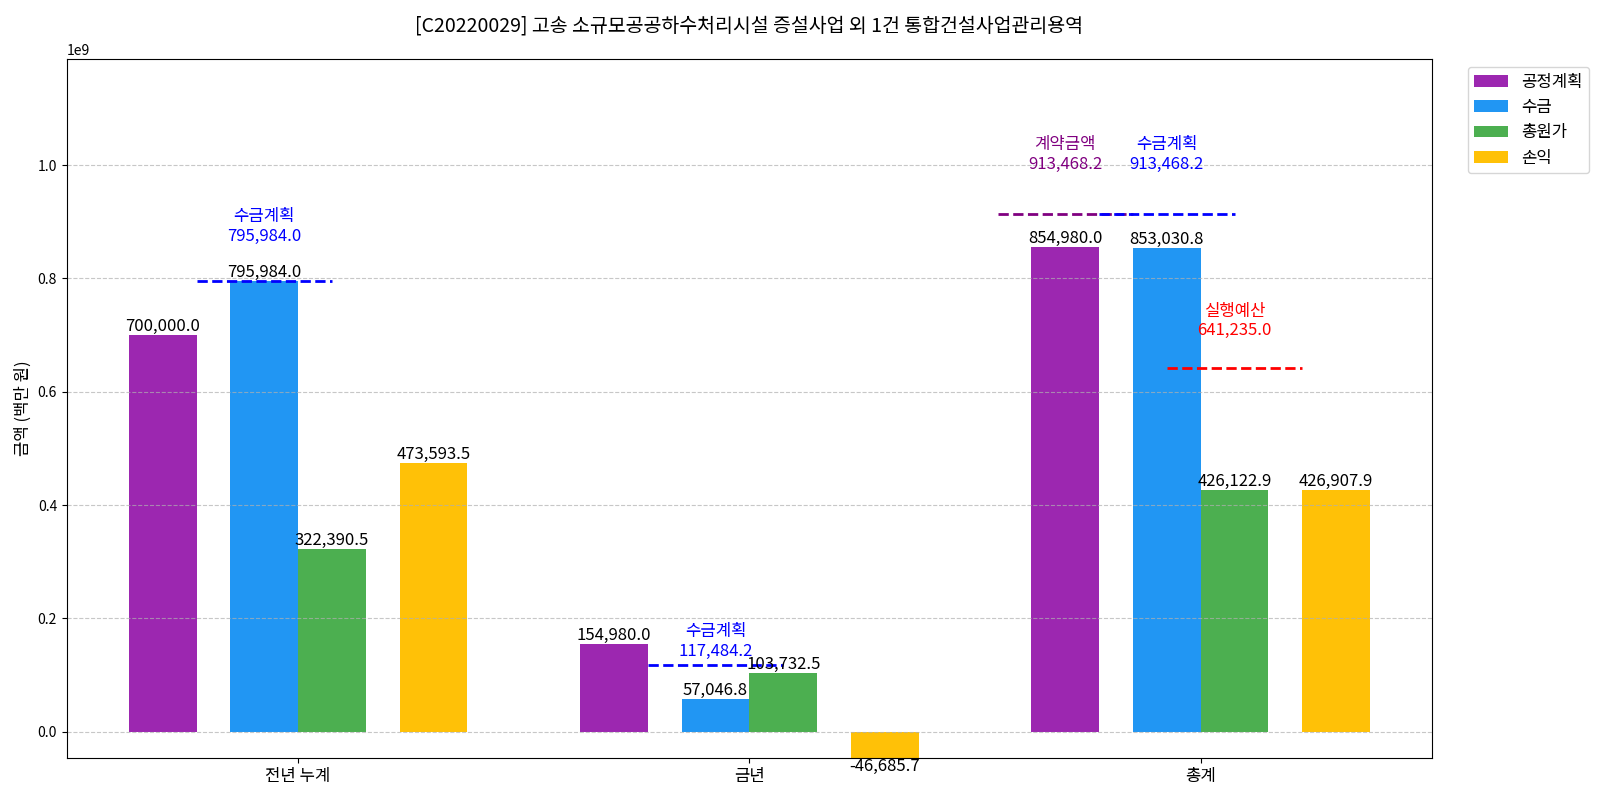 [C20220029] 고송 소규모공공하수처리시설 증설사업 외 1건 통합건설사업관리용역
1e9
공정계획
수금
총원가
손익
금액 (백만 원)
1.0
0.8
0.6
0.4
0.2
0.0
수금계획
795,984.0
795,984.0
700,000.0
322,390.5
473,593.5
154,980.0
수금계획
117,484.2
57,046.8
103,732.5
-46,685.7
계약금액
913,468.2
수금계획
913,468.2
854,980.0
853,030.8
실행예산
641,235.0
426,122.9
426,907.9
전년 누계
금년
총계